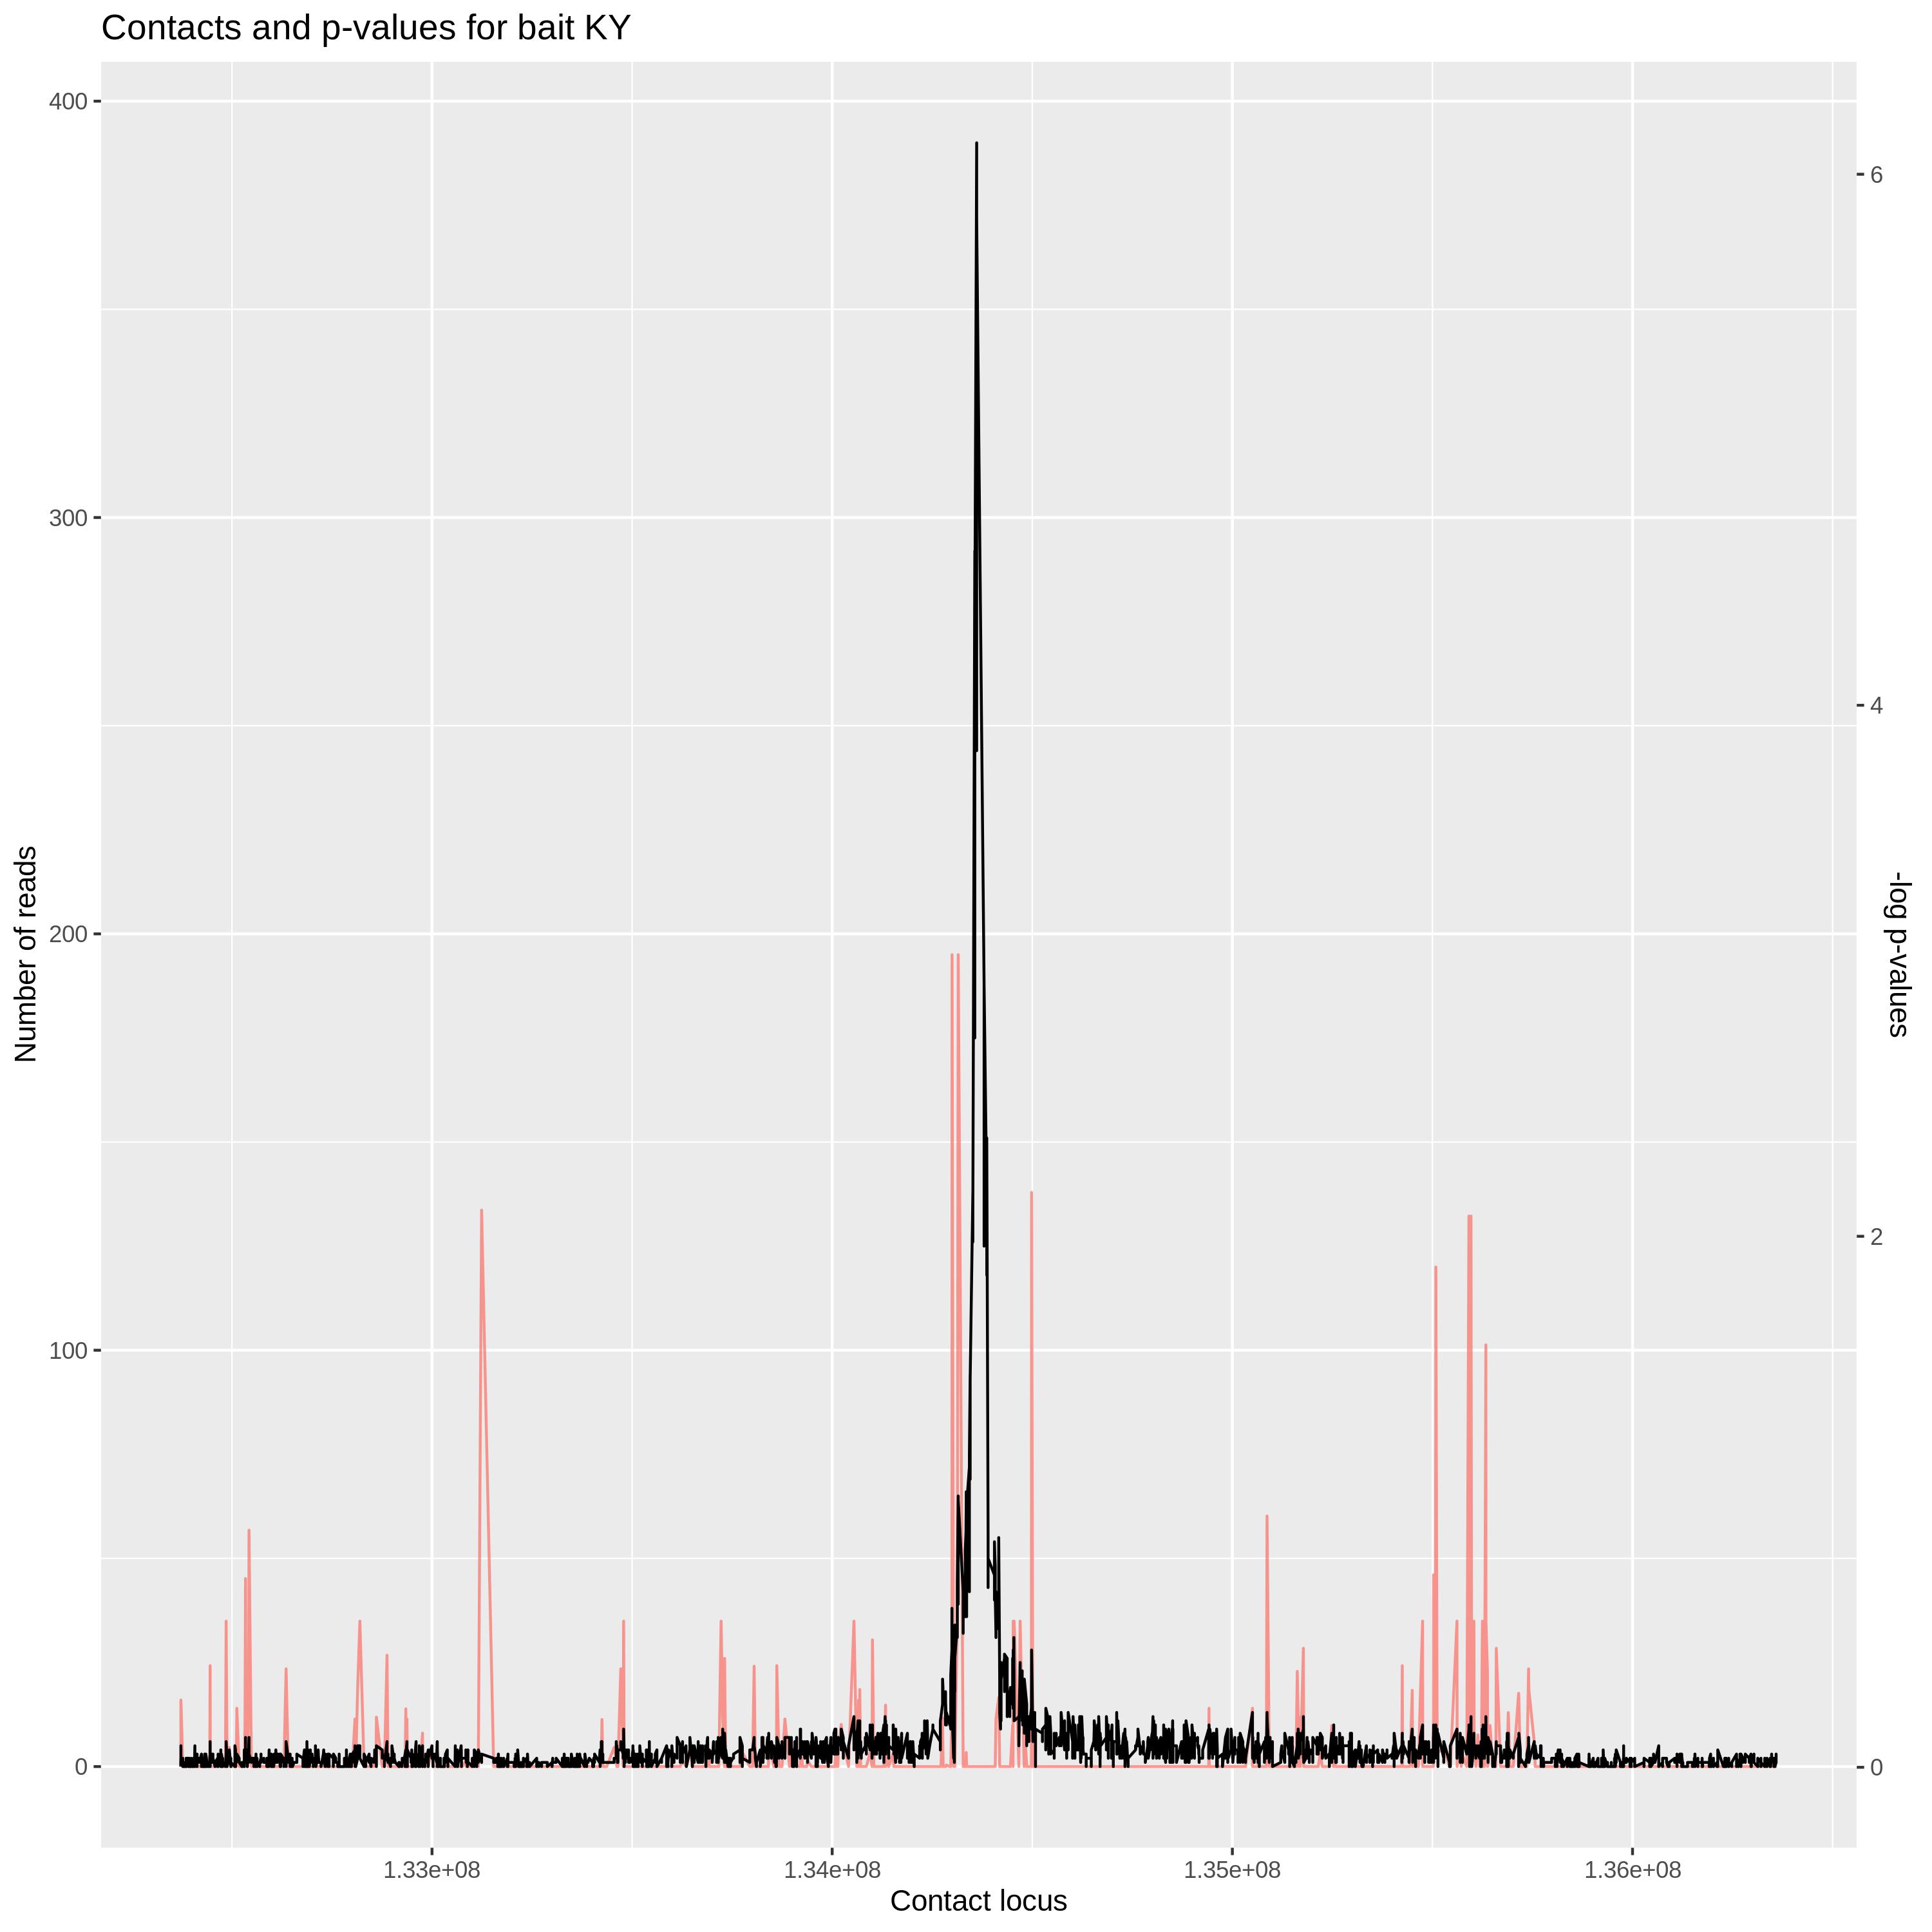 Contacts and p-values for bait KY
400
300
200
100
0
Number of reads
6
4
2
0
-log p-values
1.33e+08
1.34e+08
1.35e+08
1.36e+08
Contact locus